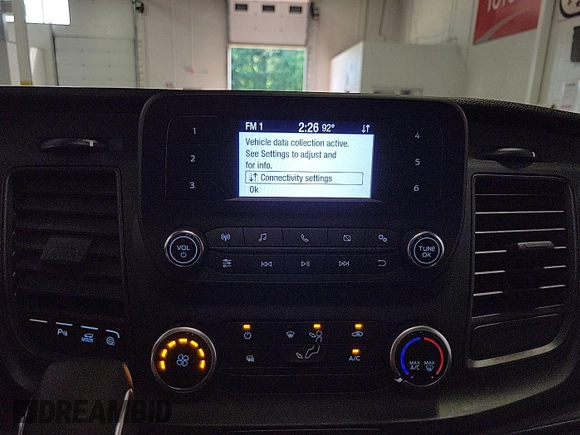 FM 1 2:26 92°
Vehicle data collection active.
See Settings to adjust and
for info.
Connectivity settings
Ok
1
2
3
4
5
6
VOL
TUNE
OK
MODE
A/C
MAX
A/C
MAX
DREAMBID